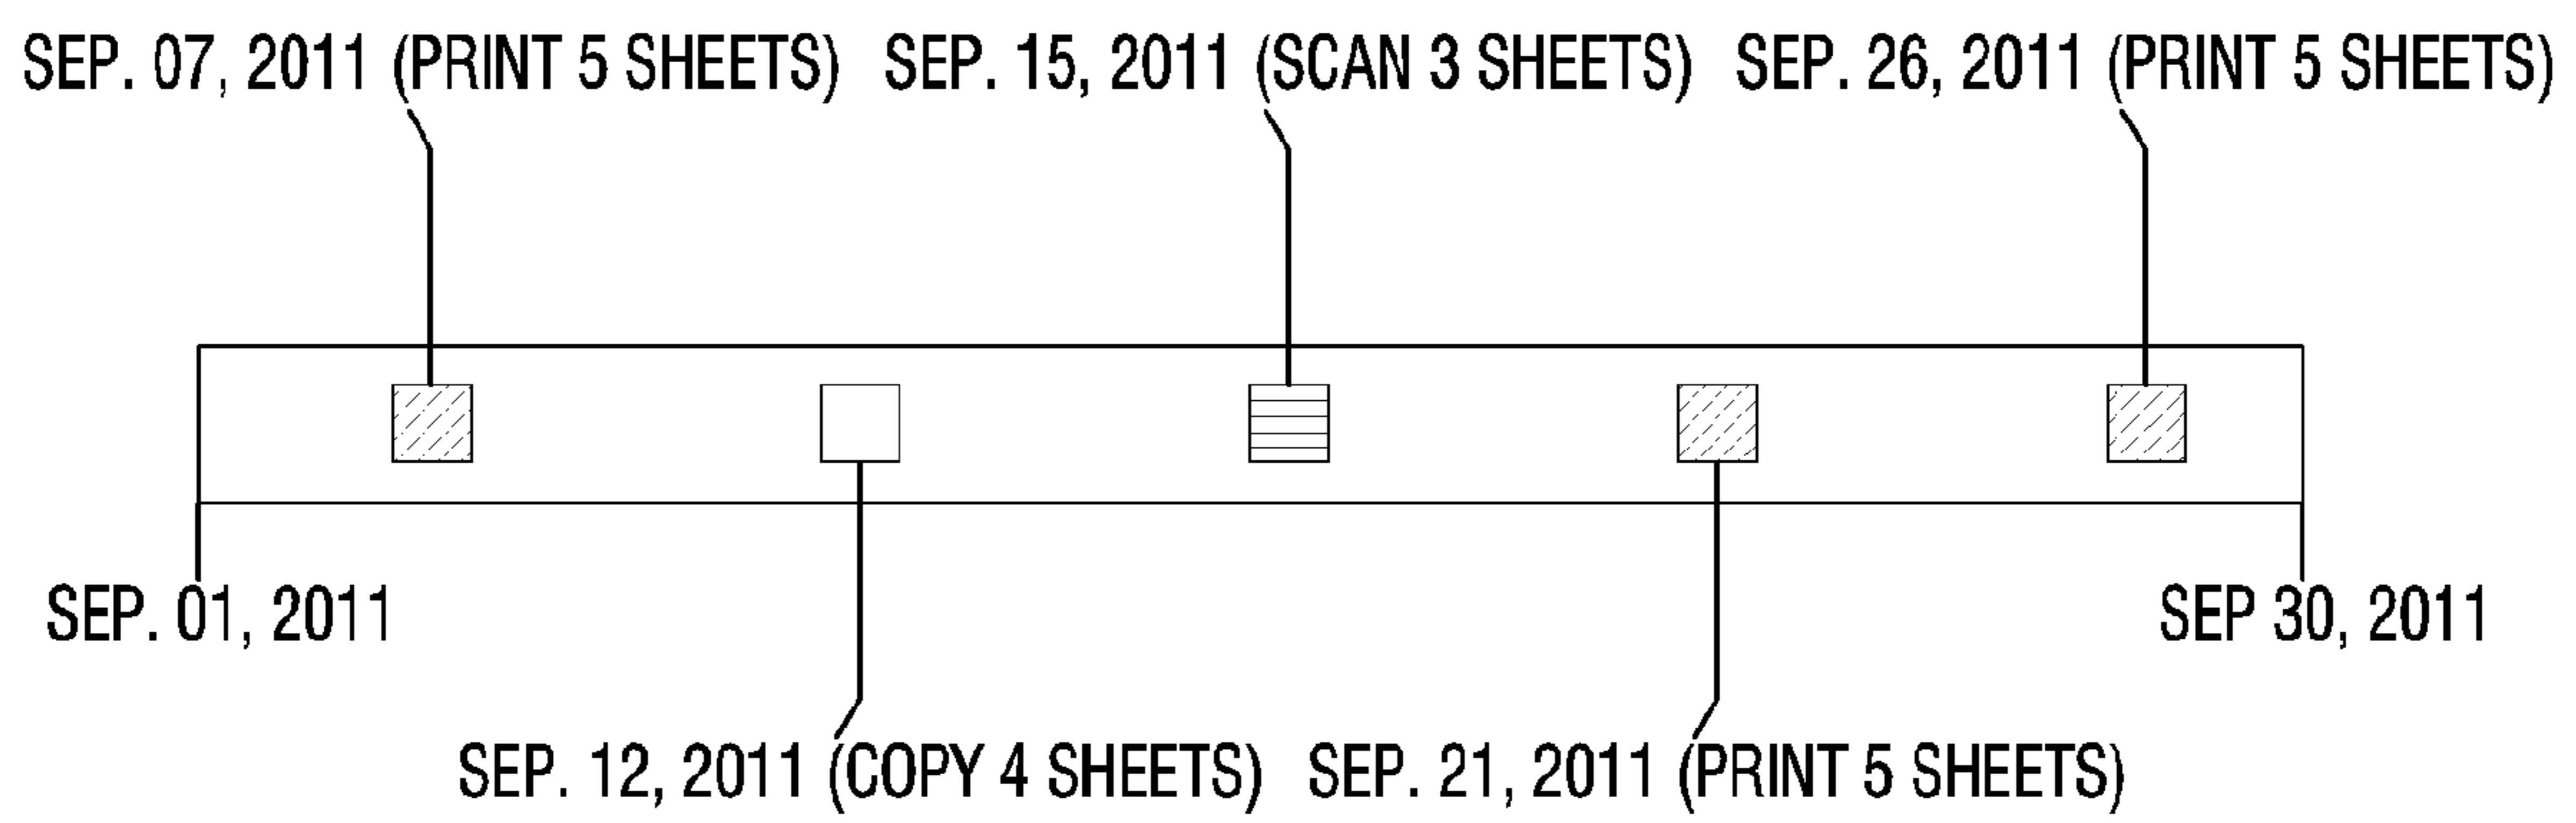 SEP. 07, 2011 (PRINT 5 SHEETS) SEP. 15, 2011 (SCAN 3 SHEETS) SEP. 26, 2011 (PRINT 5 SHEETS)
SEP. 01, 2011 SEP 30, 2011
SEP. 12, 2011 (COPY 4 SHEETS) SEP. 21, 2011 (PRINT 5 SHEETS)